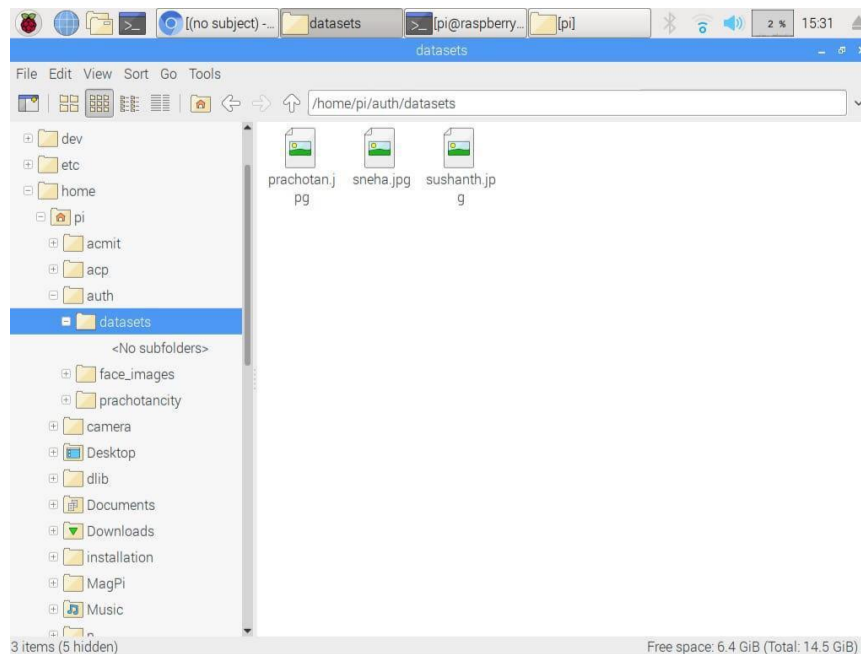 [(no subject) -...
datasets
[pi@raspberry...
[pi]
2 %
15:31
datasets
File Edit View Sort Go Tools
/home/pi/auth/datasets
dev
etc
home
pi
acmit
acp
auth
datasets
<No subfolders>
face_images
prachotancity
camera
Desktop
dlib
Documents
Downloads
installation
MagPi
Music
prachotan.j
pg
sneha.jpg
sushanth.jp
g
3 items (5 hidden)
Free space: 6.4 GiB (Total: 14.5 GiB)